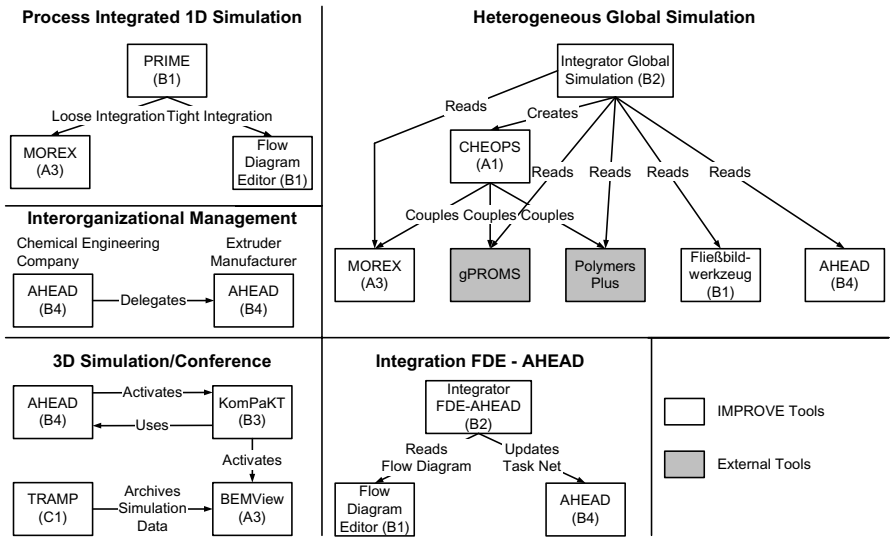 Process Integrated 1D Simulation
PRIME
(B1)
Loose Integration Tight Integration
MOREX
(A3)
Flow
Diagram
Editor (B1)
Heterogeneous Global Simulation
Integrator Global
Simulation (B2)
Reads
Creates
CHEOPS
(A1)
Reads
Reads
Reads
Reads
Couples Couples Couples
MOREX
(A3)
gPROMS
Polymers
Plus
Fließbild-
werkzeug
(B1)
AHEAD
(B4)
Interorganizational Management
Chemical Engineering
Company
Extruder
Manufacturer
AHEAD
(B4)
Delegates
AHEAD
(B4)
3D Simulation/Conference
AHEAD
(B4)
Activates
Uses
KomPaKT
(B3)
Activates
TRAMP
(C1)
Archives
Simulation
Data
BEMView
(A3)
Integration FDE - AHEAD
Integrator
FDE-AHEAD
(B2)
Reads
Flow Diagram
Updates
Task Net
Flow
Diagram
Editor (B1)
AHEAD
(B4)
IMPROVE Tools
External Tools